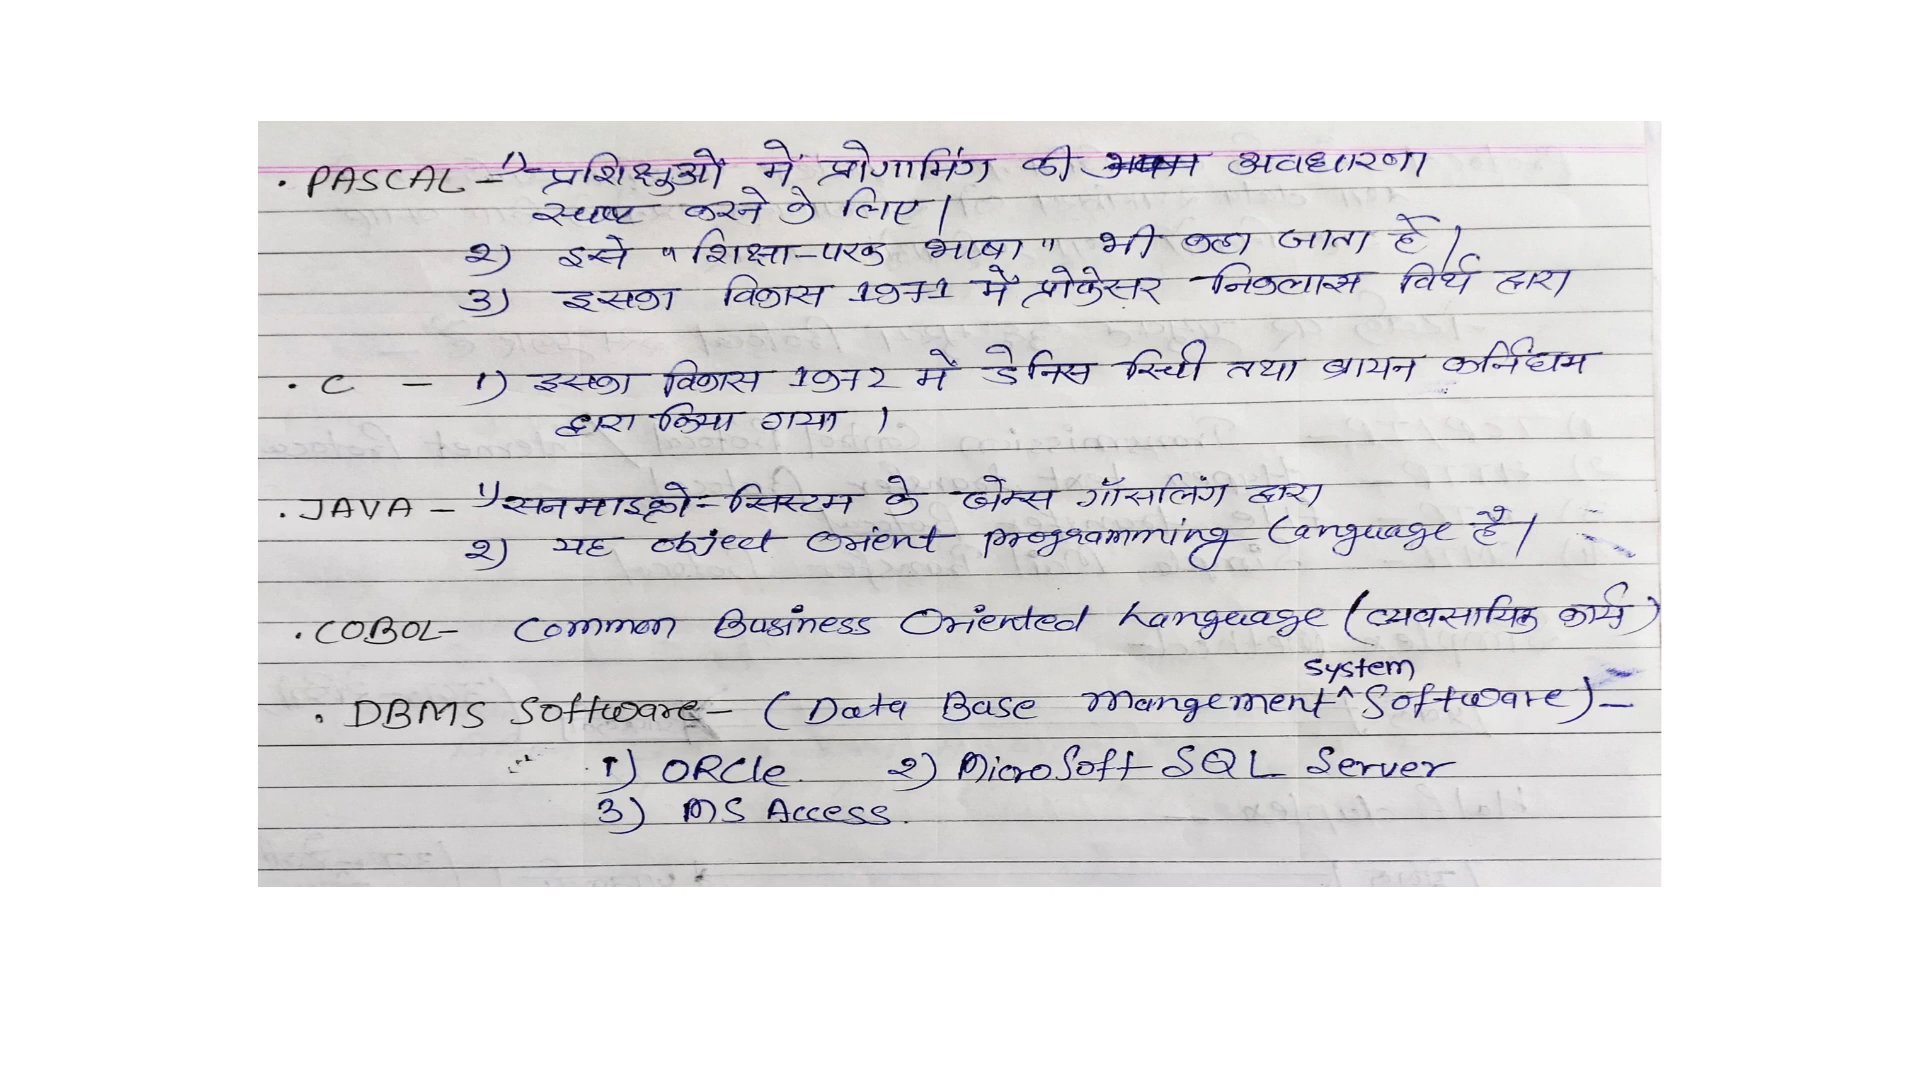 · PASCAL - 1) प्रशिक्षुओं में प्रोगामिंग की अवधारणा
स्पष्ट करने के लिए।
2) इसे "शिक्षा-परक भाषा" भी कहा जाता है।
3) इसका विकास 1971 में प्रोफेसर निकलाश विर्थ द्वारा
· C - 1) इसका विकास 1972 में डेनिस रिची तथा ब्रायन कर्निघम
द्वारा किया गया ।
· JAVA - 1) सनमाइक्रो-सिस्टम के जेम्स गॉसलिंग द्वारा
2) यह object orient programming Language है।
· COBOL- Common Business Oriented Language (व्यवसायिक कार्य)
· DBMS Software - (Data Base Mangement ^ System Software) -
1) ORCle. 2) MicroSoft SQL Server
3) MS Access.